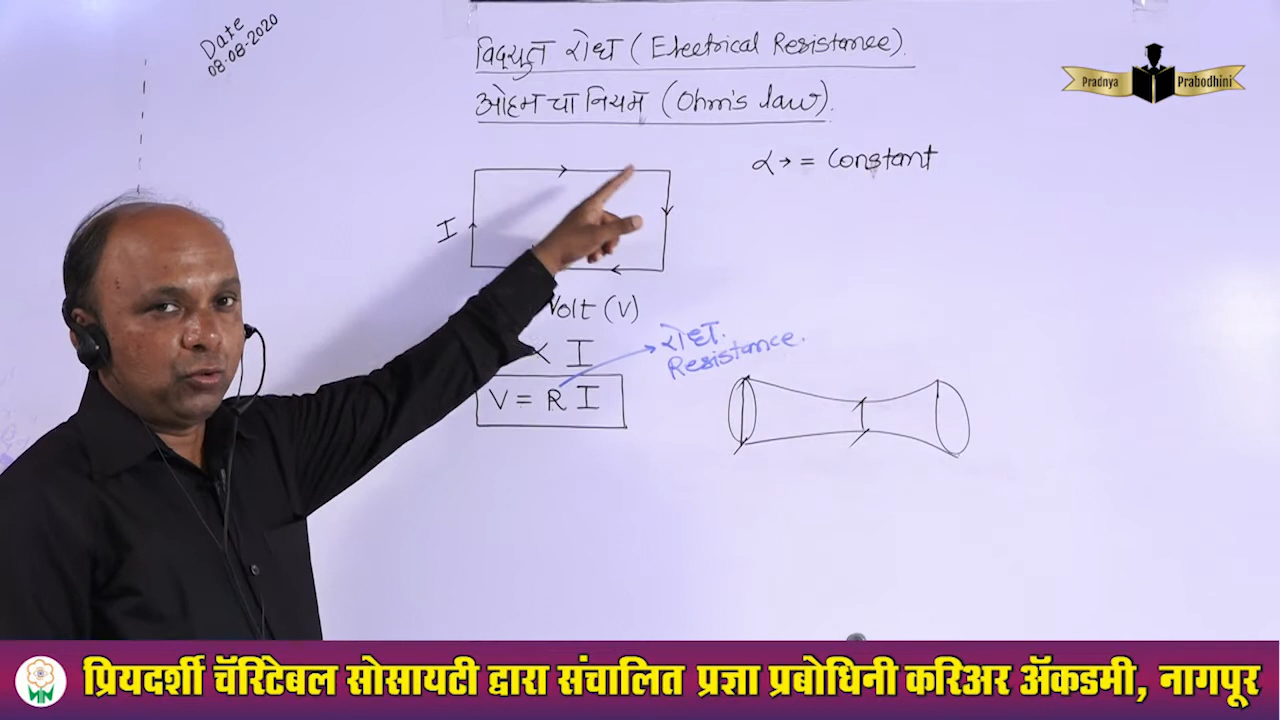 Date
08-08-2020
विद्युत रोध (Electrical Resistance).
ओहम चा नियम (Ohm's law).
Pradnya Prabodhini
α → = Constant
I
Volt (V)
I
रोध.
Resistance.
V = R I
प्रियदर्शी चॅरिटेबल सोसायटी द्वारा संचालित प्रज्ञा प्रबोधिनी करिअर ॲकडमी, नागपूर